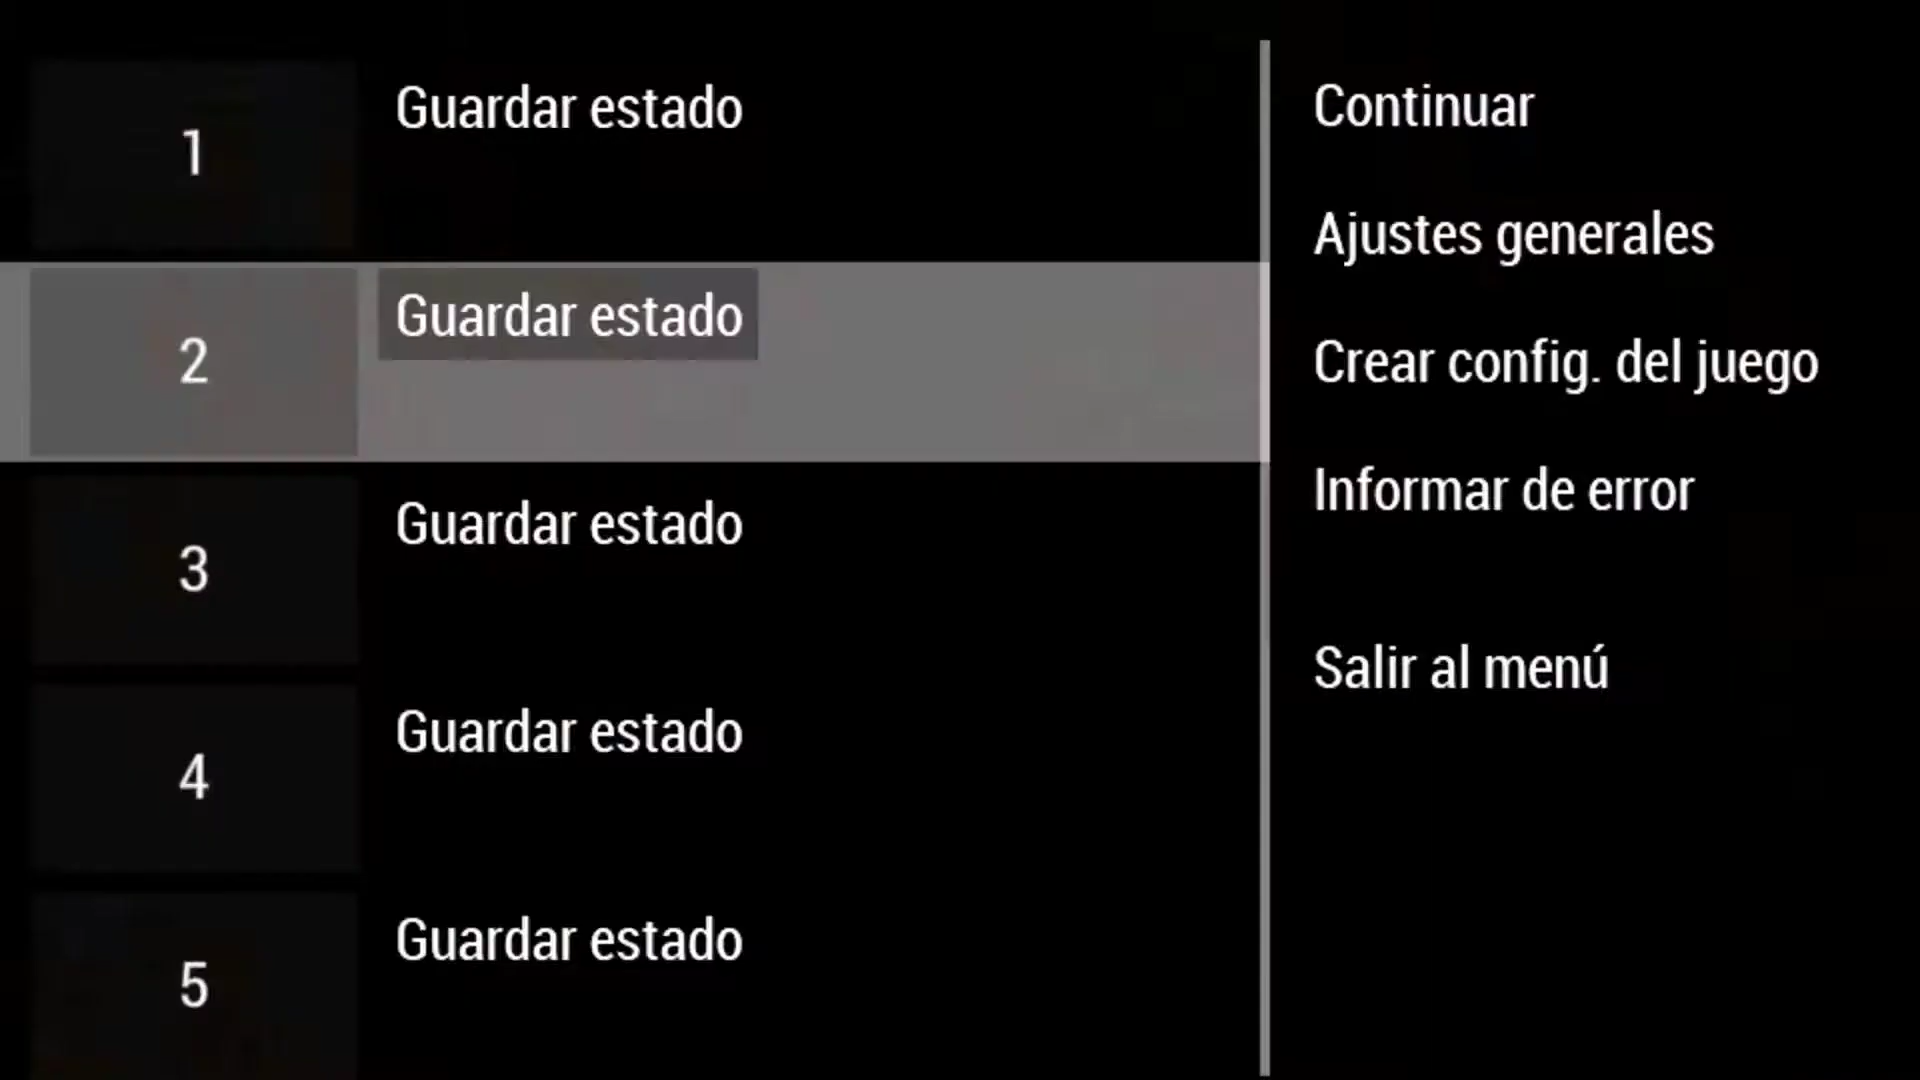 1
Guardar estado
2
Guardar estado
3
Guardar estado
4
Guardar estado
5
Guardar estado
Continuar
Ajustes generales
Crear config. del juego
Informar de error
Salir al menú